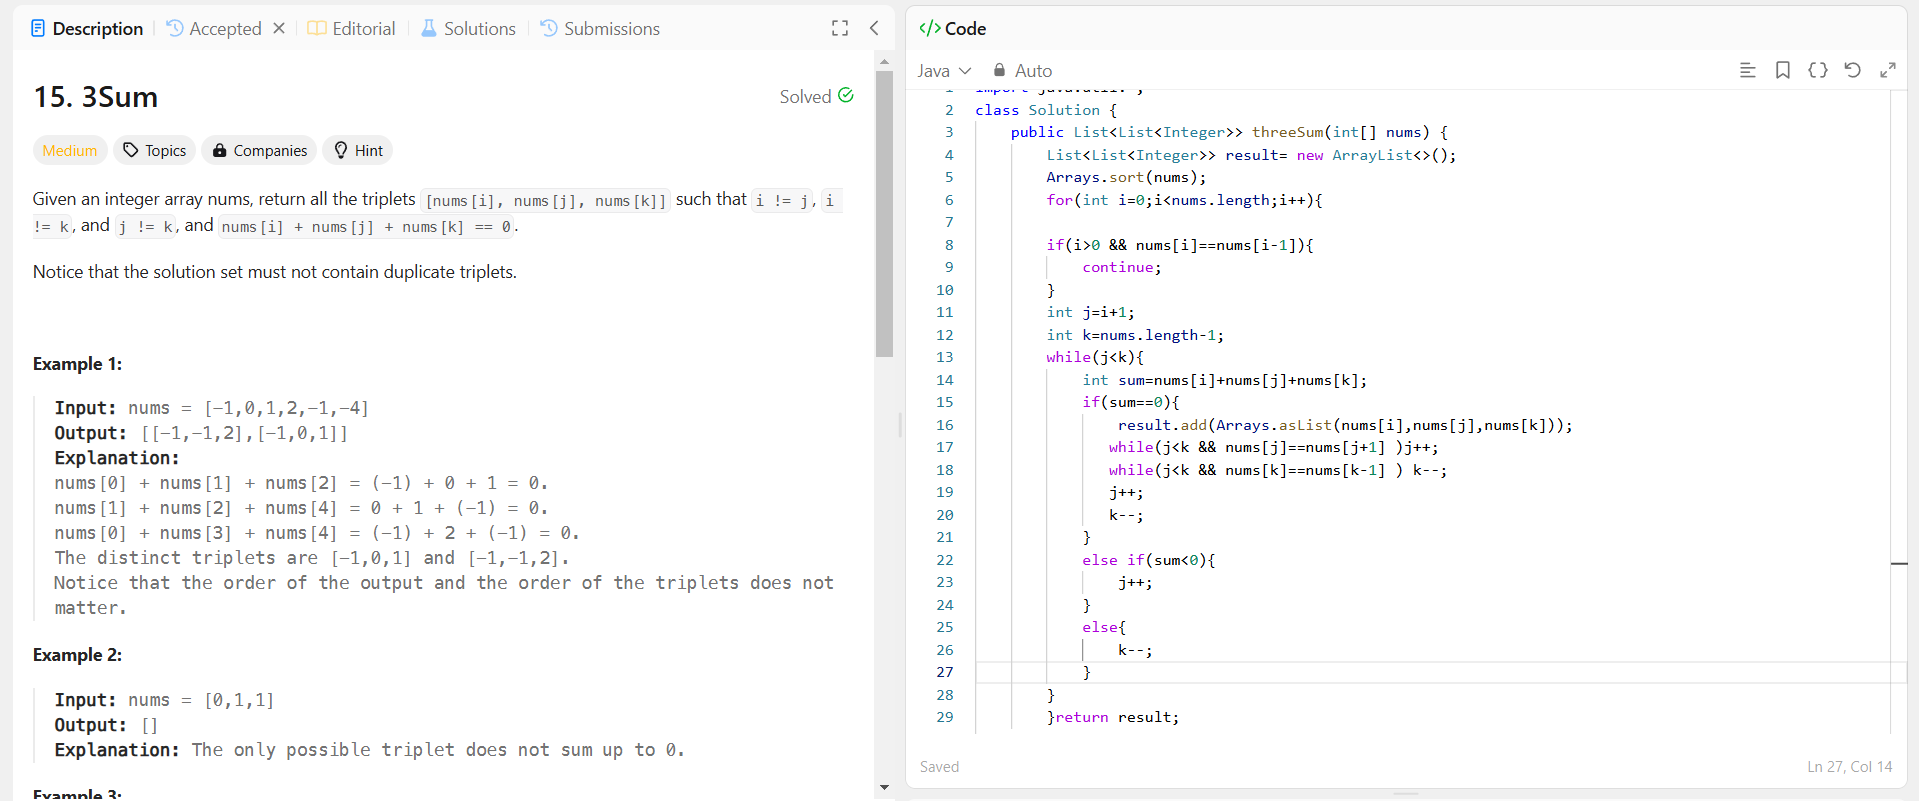 Description Accepted Editorial Solutions Submissions
15. 3Sum
Solved
Medium Topics Companies Hint
Given an integer array nums, return all the triplets [nums[i], nums[j], nums[k]] such that i != j, i
!= k, and j != k, and nums[i] + nums[j] + nums[k] == 0.
Notice that the solution set must not contain duplicate triplets.
Example 1:
Input: nums = [-1,0,1,2,-1,-4]
Output: [[-1,-1,2],[-1,0,1]]
Explanation:
nums[0] + nums[1] + nums[2] = (-1) + 0 + 1 = 0.
nums[1] + nums[2] + nums[4] = 0 + 1 + (-1) = 0.
nums[0] + nums[3] + nums[4] = (-1) + 2 + (-1) = 0.
The distinct triplets are [-1,0,1] and [-1,-1,2].
Notice that the order of the output and the order of the triplets does not
matter.
Example 2:
Input: nums = [0,1,1]
Output: []
Explanation: The only possible triplet does not sum up to 0.
Example 3:
</> Code
Java Auto
1 import java.util.*;
2 class Solution {
3 public List<List<Integer>> threeSum(int[] nums) {
4 List<List<Integer>> result= new ArrayList<>();
5 Arrays.sort(nums);
6 for(int i=0;i<nums.length;i++){
7
8 if(i>0 && nums[i]==nums[i-1]){
9 continue;
10 }
11 int j=i+1;
12 int k=nums.length-1;
13 while(j<k){
14 int sum=nums[i]+nums[j]+nums[k];
15 if(sum==0){
16 result.add(Arrays.asList(nums[i],nums[j],nums[k]));
17 while(j<k && nums[j]==nums[j+1] )j++;
18 while(j<k && nums[k]==nums[k-1] ) k--;
19 j++;
20 k--;
21 }
22 else if(sum<0){
23 j++;
24 }
25 else{
26 k--;
27 }
28 }
29 }return result;
Saved Ln 27, Col 14